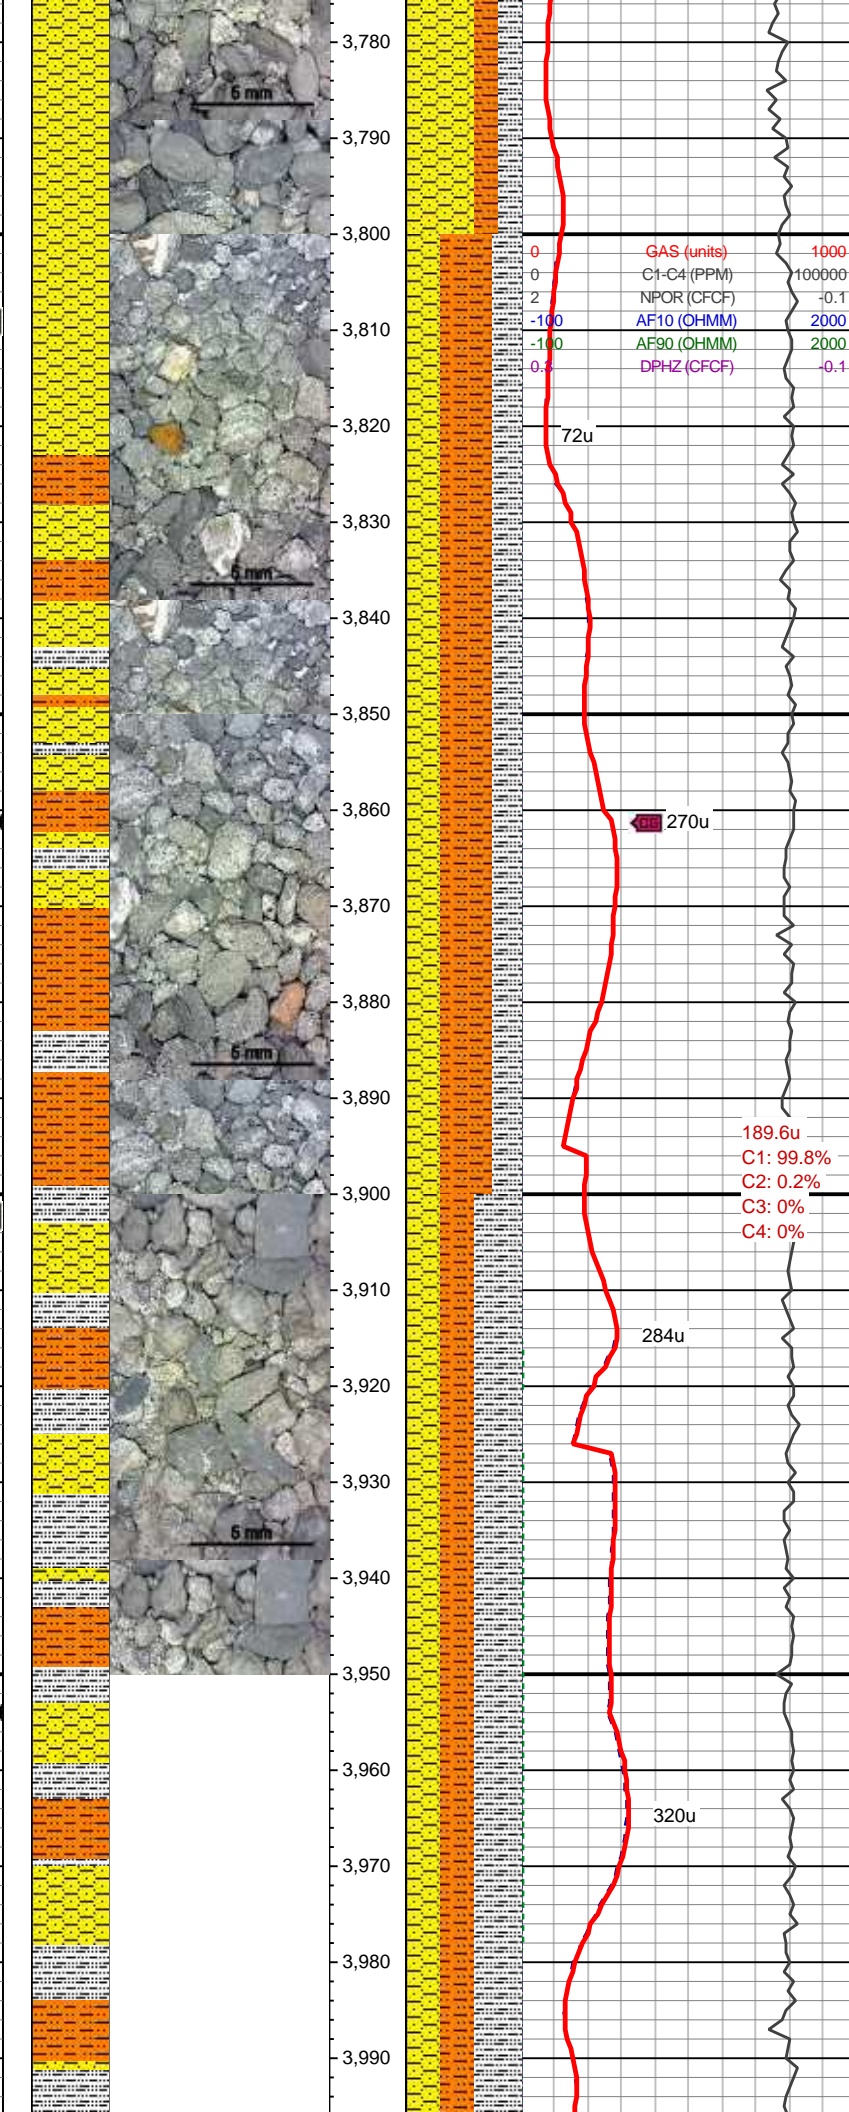 3,780
5 mm
3,790
3,800
0 GAS (units) 1000
0 C1-C4 (PPM) 100000
2 NPOR (CFCF) -0.1
-100 AF10 (OHMM) 2000
3,810
-100 AF90 (OHMM) 2000
0.3 DPHZ (CFCF) -0.1
3,820
72u
3,830
5 mm
3,840
3,850
3,860
CG 270u
3,870
3,880
5 mm
3,890
189.6u
C1: 99.8%
C2: 0.2%
3,900
C3: 0%
C4: 0%
3,910
284u
3,920
3,930
5 mm
3,940
3,950
3,960
320u
3,970
3,980
3,990